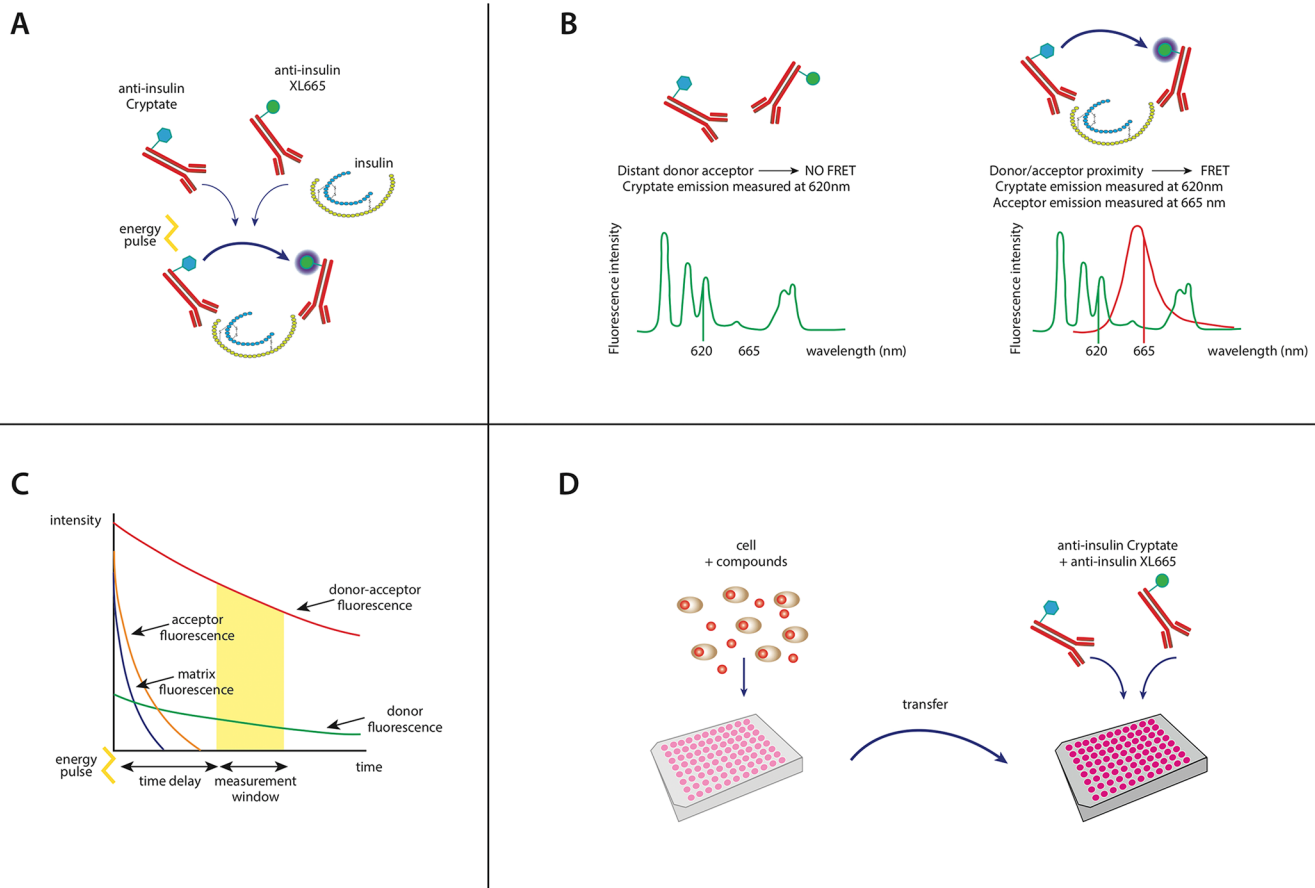 A
anti-insulin
Cryptate
anti-insulin
XL665
insulin
energy
pulse
B
Distant donor acceptor → NO FRET
Cryptate emission measured at 620nm
Fluorescence intensity
620
665
wavelength (nm)
Donor/acceptor proximity → FRET
Cryptate emission measured at 620nm
Acceptor emission measured at 665 nm
Fluorescence intensity
620
665
wavelength (nm)
C
intensity
donor-acceptor
fluorescence
acceptor
fluorescence
matrix
fluorescence
donor
fluorescence
energy
pulse
time delay
measurement
window
time
D
cell
+ compounds
transfer
anti-insulin Cryptate
+ anti-insulin XL665